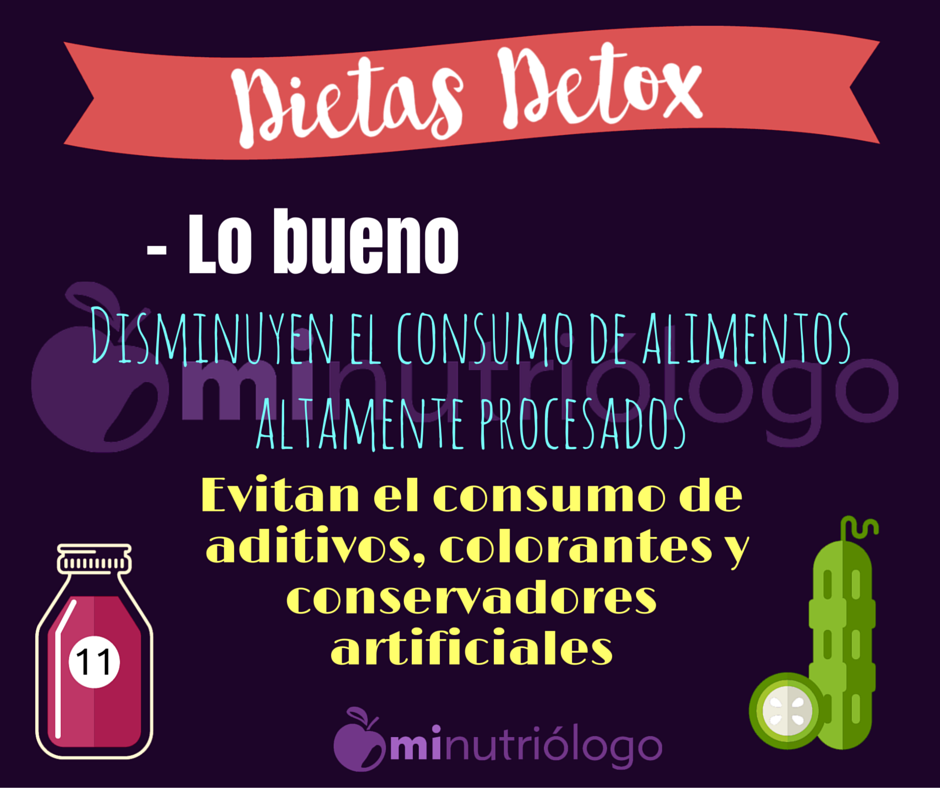 Dietas Detox
- Lo bueno
DISMINUYEN EL CONSUMO DE ALIMENTOS
minutriólogo
ALTAMENTE PROCESADOS
Evitan el consumo de
aditivos, colorantes y
conservadores
artificiales
11
minutriólogo